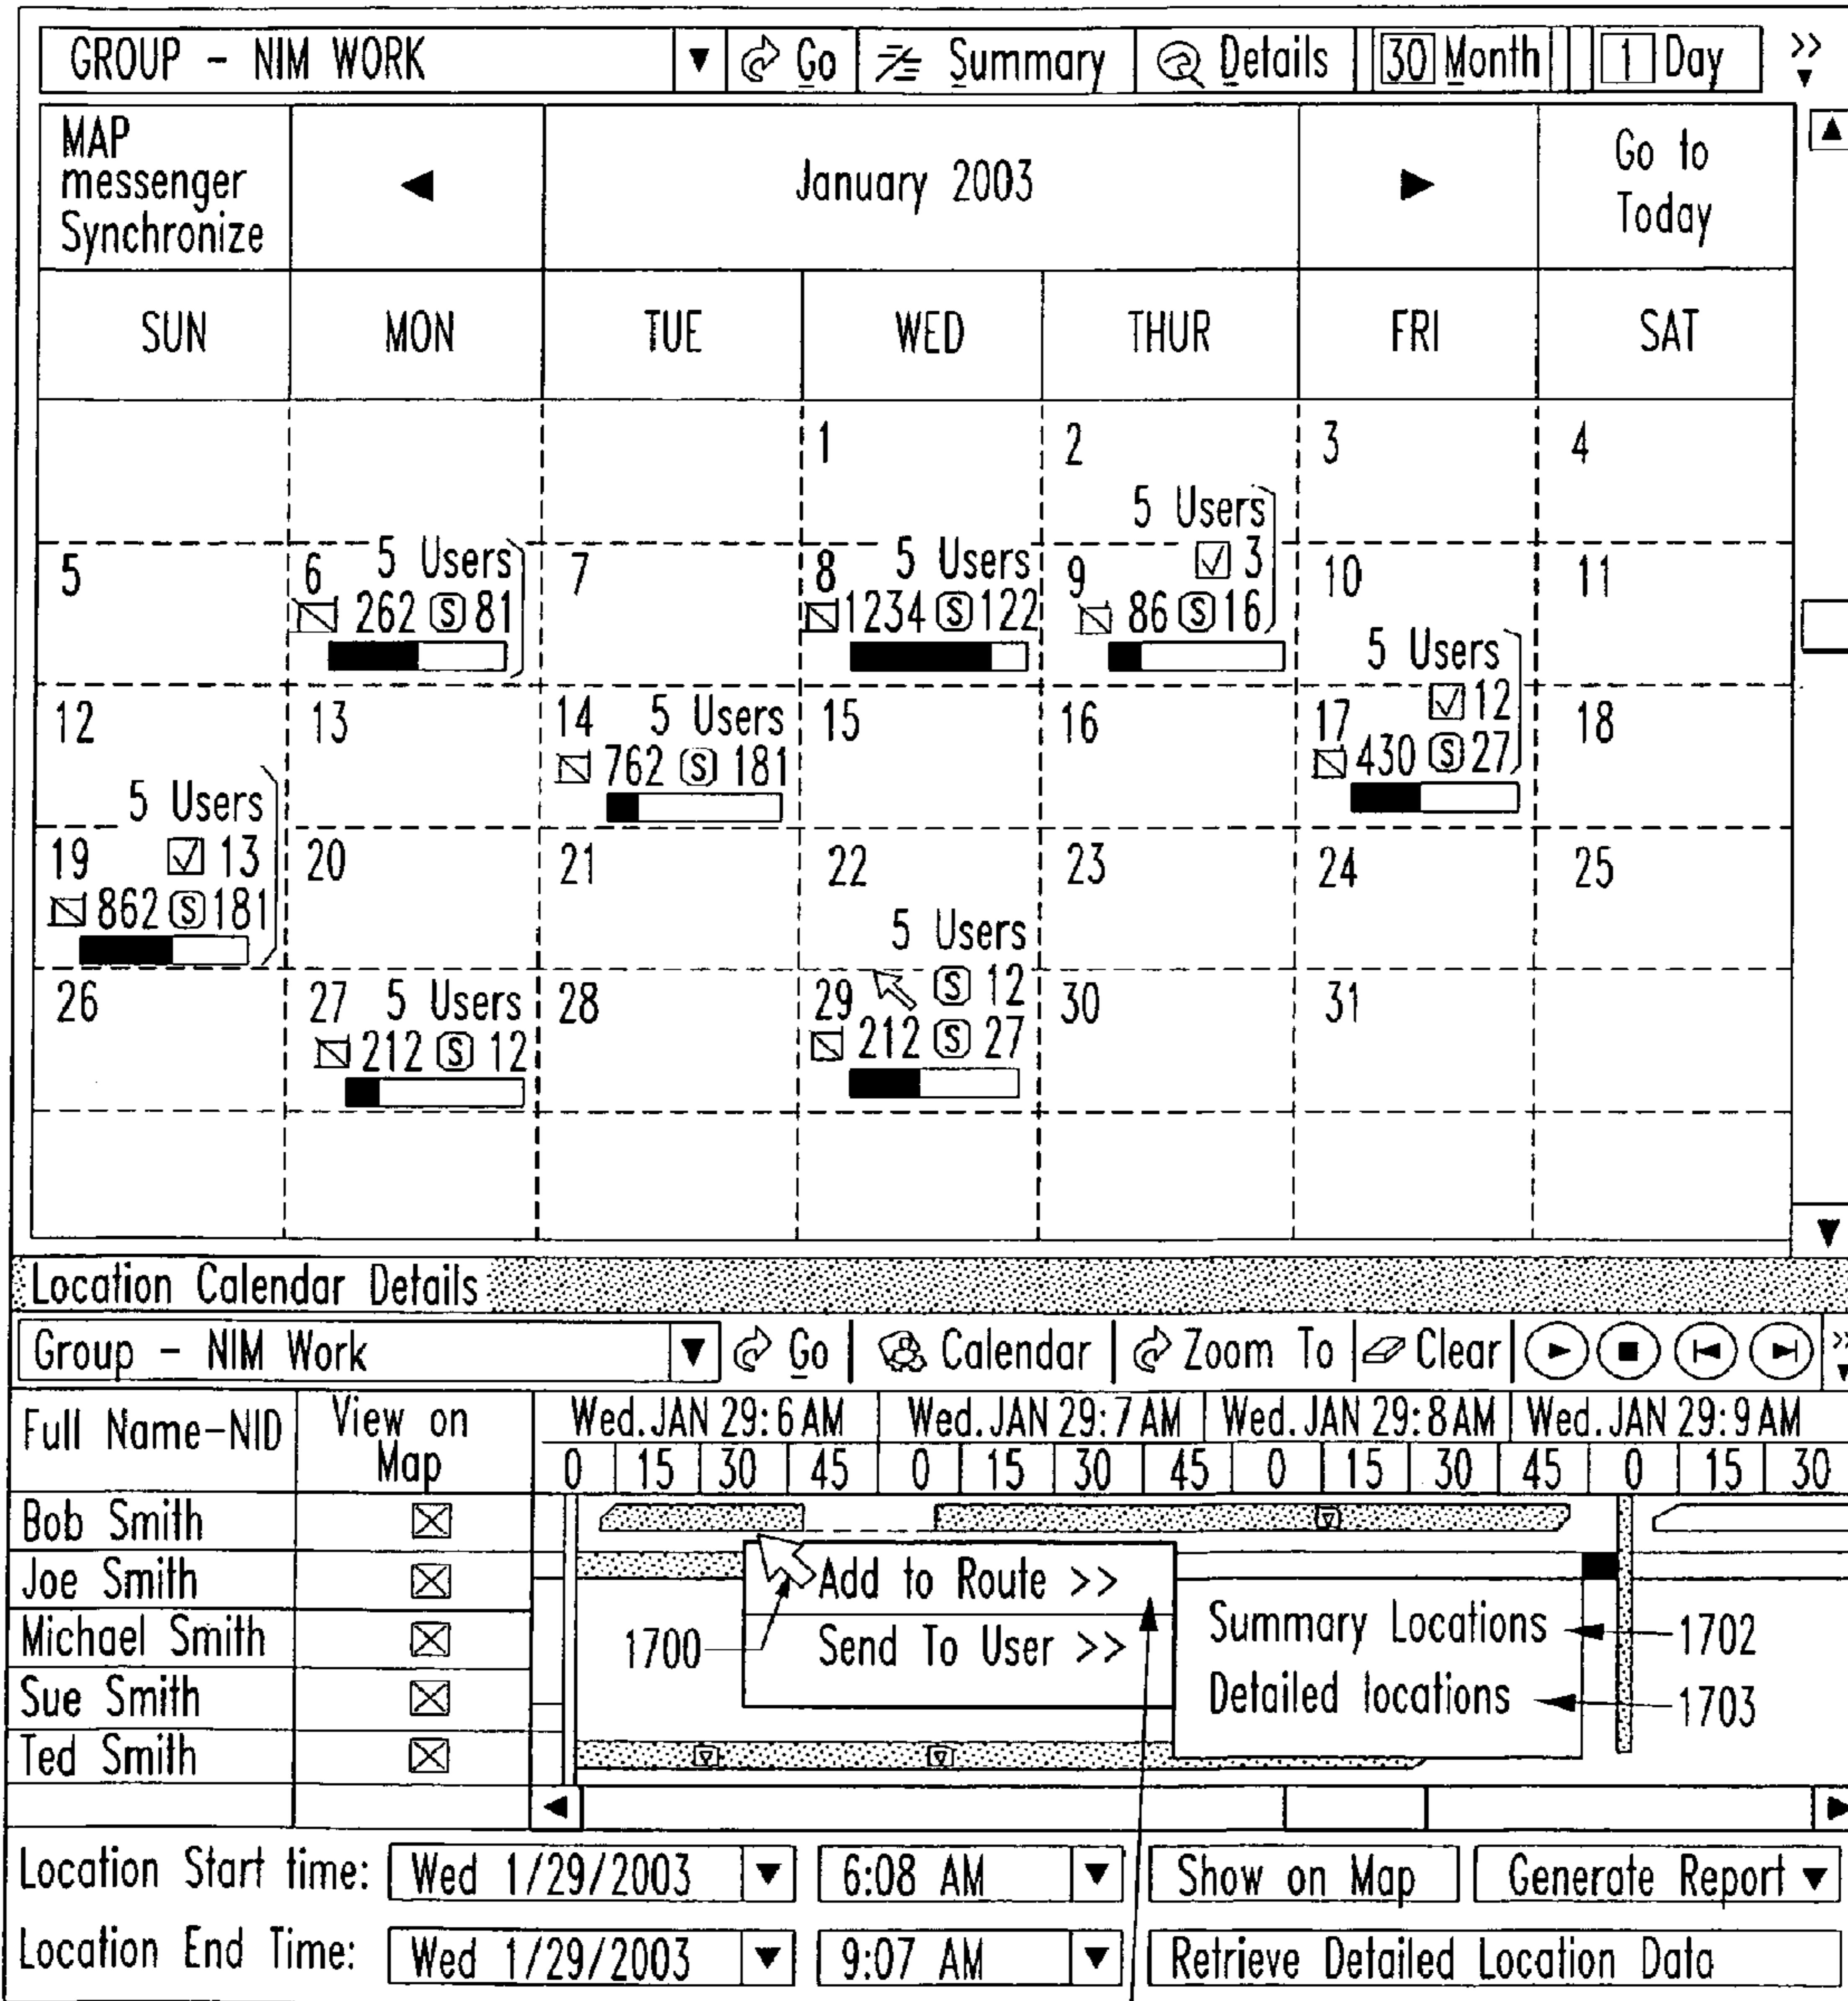 GROUP - NIM WORK Go Summary Details 30 Month 1 Day >>
MAP messenger Synchronize January 2003 Go to Today
SUN MON TUE WED THUR FRI SAT
1 2 3 4
5 Users
5 6 5 Users 7 8 5 Users 9 3 10 11
262 S 81 1234 S 122 86 S 16
5 Users
12 13 14 5 Users 15 16 17 12 18
762 S 181 430 S 27
5 Users
19 13 20 21 22 23 24 25
862 S 181
5 Users
26 27 5 Users 28 29 S 12 30 31
212 S 12 212 S 27
Location Calendar Details
Group - NIM Work Go Calendar Zoom To Clear >>
Full Name-NID View on Map Wed. JAN 29: 6 AM Wed. JAN 29: 7 AM Wed. JAN 29: 8 AM Wed. JAN 29: 9 AM
0 15 30 45 0 15 30 45 0 15 30 45 0 15 30
Bob Smith
Joe Smith Add to Route >>
Michael Smith 1700 Send To User >> Summary Locations 1702
Sue Smith Detailed locations 1703
Ted Smith
Location Start time: Wed 1/29/2003 6:08 AM Show on Map Generate Report
Location End Time: Wed 1/29/2003 9:07 AM Retrieve Detailed Location Data